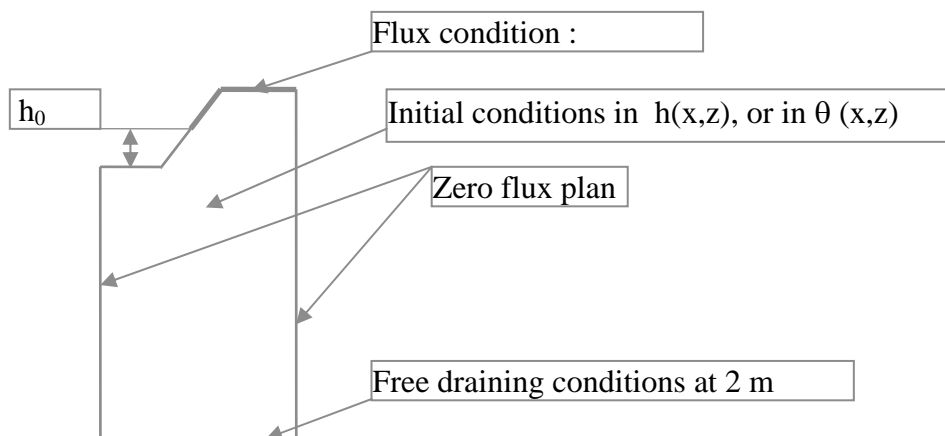 Flux condition :
h₀
Initial conditions in h(x,z), or in θ (x,z)
Zero flux plan
Free draining conditions at 2 m